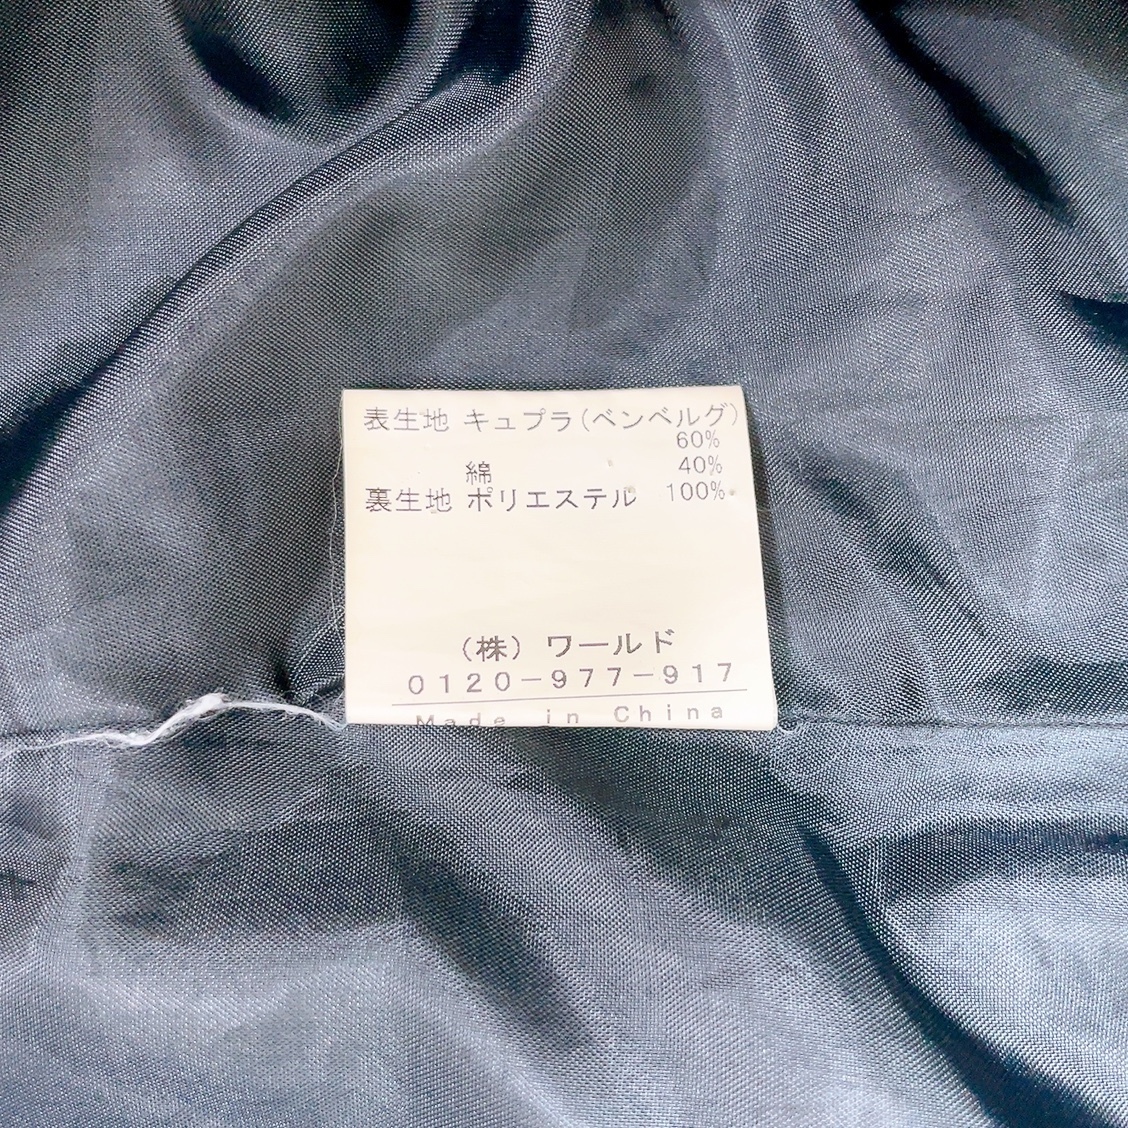 表生地 キュプラ(ベンベルグ)
60%
綿 40%
裏生地 ポリエステル 100%
(株) ワールド
0120-977-917
Made in China